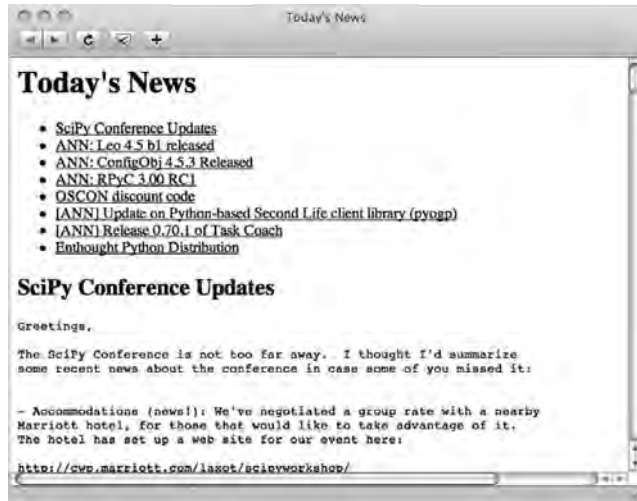 Today's News
Today's News
SciPy Conference Updates
ANN: Leo 4.5 b1 released
ANN: ConfigObj 4.5.3 Released
ANN: RPyC 3.00 RC1
OSCON discount code
[ANN] Update on Python-based Second Life client library (pyogp)
[ANN] Release 0.70.1 of Task Coach
Enthought Python Distribution
SciPy Conference Updates
Greetings,
The SciPy Conference is not too far away. I thought I'd summarize
some recent news about the conference in case some of you missed it:
- Accommodations (news!): We've negotiated a group rate with a nearby
Marriott hotel, for those that would like to take advantage of it.
The hotel has set up a web site for our event here:
http://cwp.marriott.com/laxot/scipyworkshop/